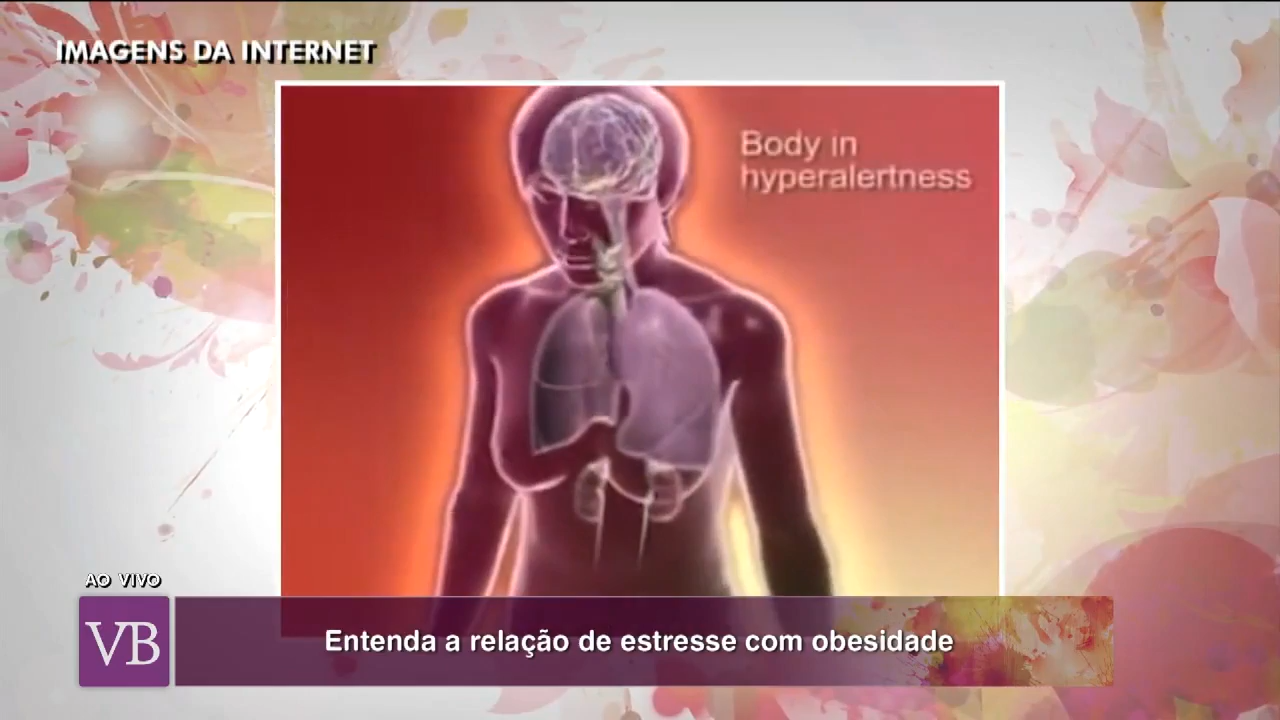 IMAGENS DA INTERNET
Body in
hyperalertness
AO VIVO
VB
Entenda a relação de estresse com obesidade